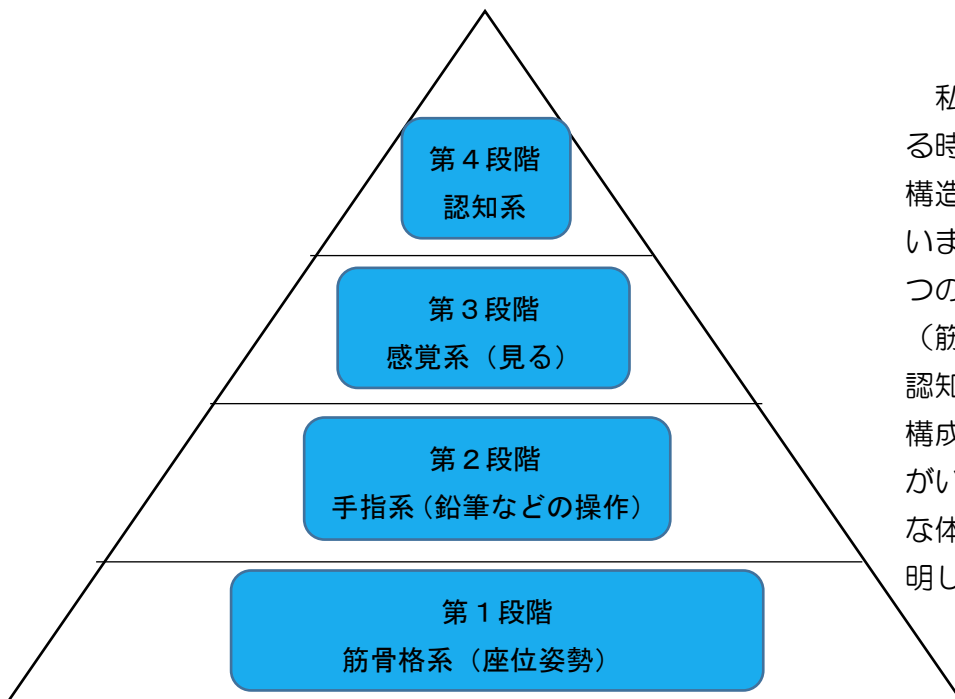 第４段階
認知系
第３段階
感覚系（見る）
第２段階
手指系（鉛筆などの操作）
第１段階
筋骨格系（座位姿勢）
私
る時
構造
いま
つの
（筋
認知
構成
がい
な体
明し